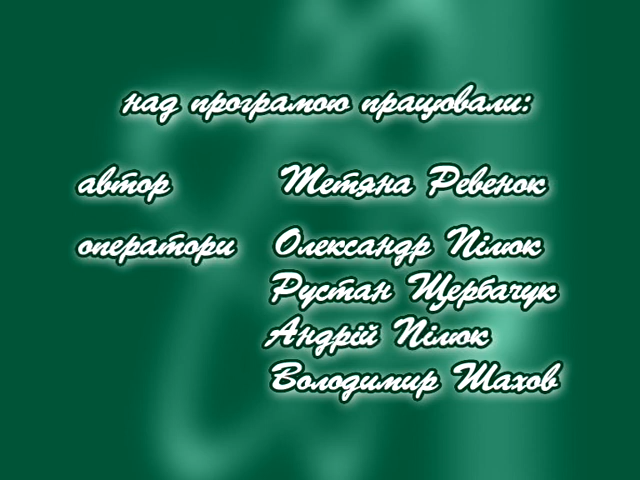 над програмою працювали:
автор Тетяна Ревенок
оператори Олександр Пілюк
Рустан Щербачук
Андрій Пілюк
Володимир Шахов